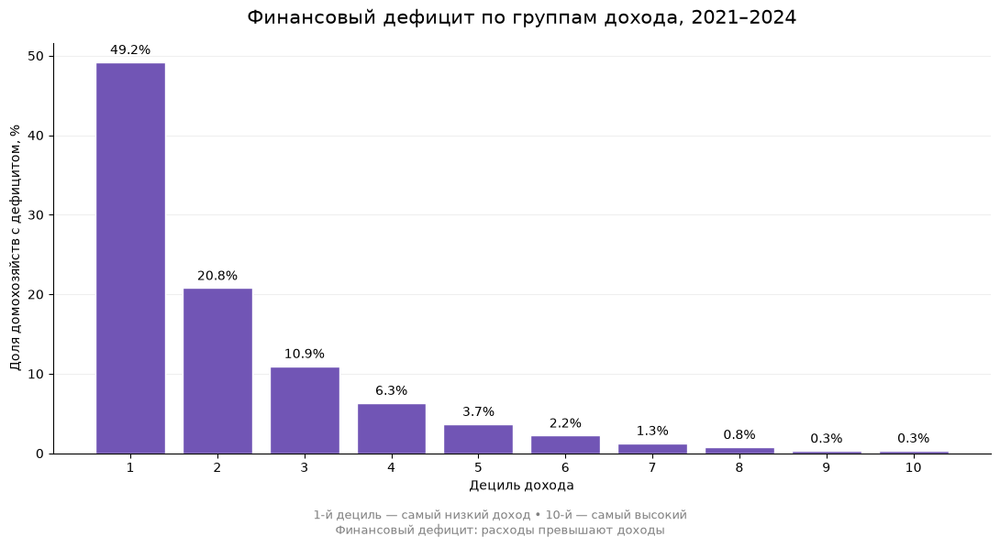 Финансовый дефицит по группам дохода, 2021–2024
Доля домохозяйств с дефицитом, %
50
40
30
20
10
0
49.2%
20.8%
10.9%
6.3%
3.7%
2.2%
1.3%
0.8%
0.3%
0.3%
1 2 3 4 5 6 7 8 9 10
Дециль дохода
1-й дециль — самый низкий доход • 10-й — самый высокий
Финансовый дефицит: расходы превышают доходы